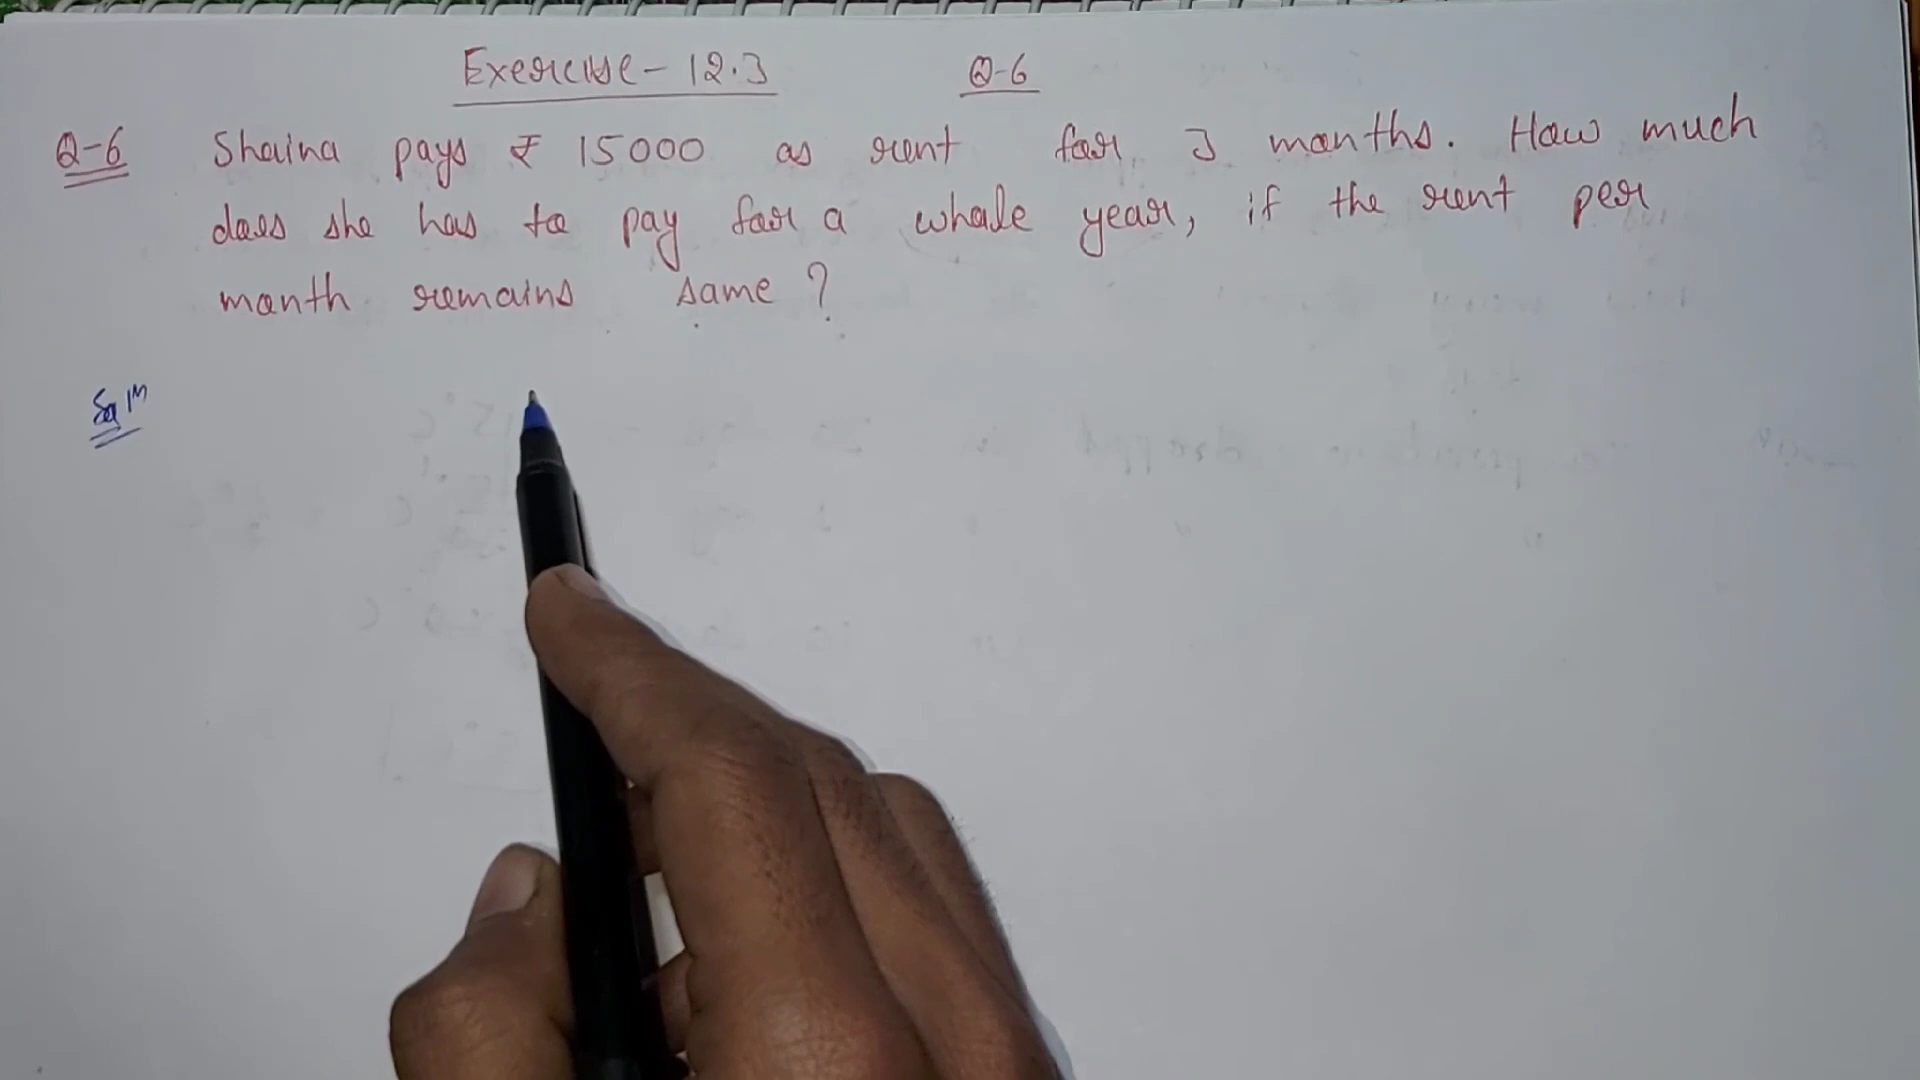 Exercise - 12.3 Q-6
Q-6 Shaina pays ₹ 15000 as rent for 3 months. How much
does she has to pay for a whole year, if the rent per
month remains same ?
Solⁿ